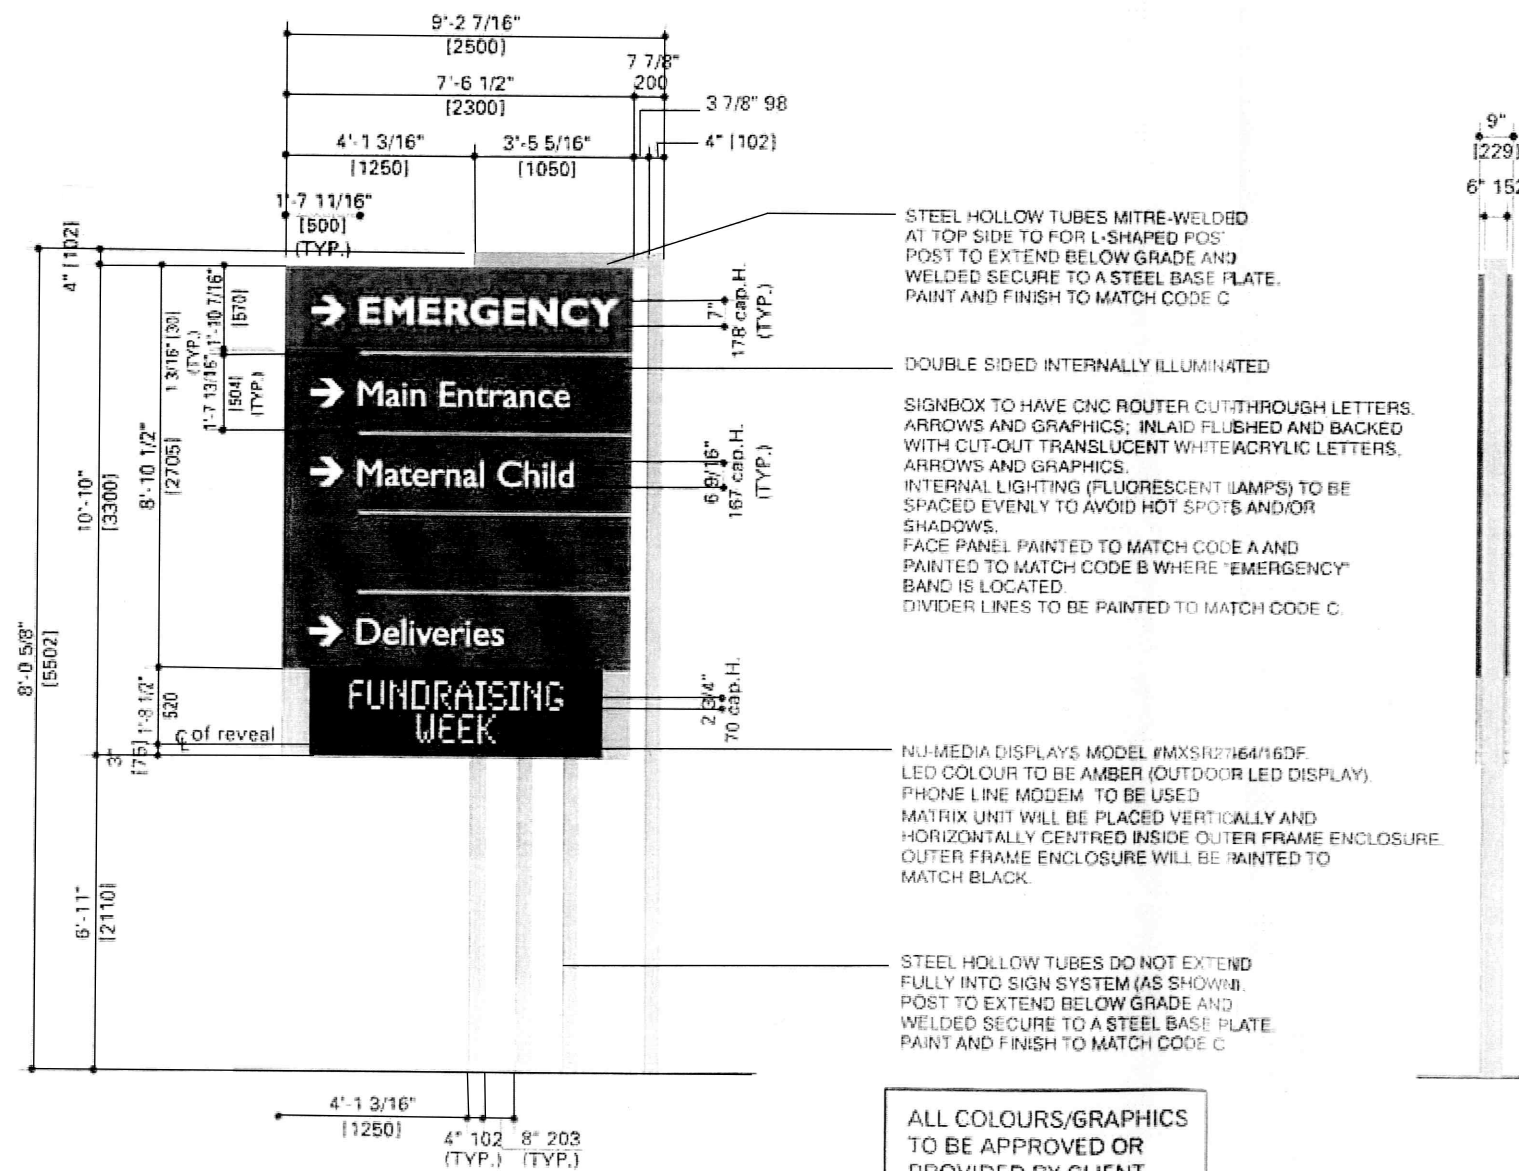 9'-2 7/16"
[2500]
7'-6 1/2"
[2300]
7 7/8"
200
3 7/8" 98
4'-1 3/16"
[1250]
3'-5 5/16"
[1050]
4" [102]
1'-7 11/16"
[500]
(TYP.)
9"
[229]
6" 152
4" [102]
8'-0 5/8"
[5502]
10'-10"
[3300]
8'-10 1/2"
[2705]
1 3/16" [30]
(TYP.)
1'-10 7/16"
[570]
1'-7 13/16"
[504]
(TYP.)
1'-8 1/2"
520
3"
[76]
℄ of reveal
6'-11"
[2110]
→ EMERGENCY
→ Main Entrance
→ Maternal Child
→ Deliveries
FUNDRAISING
WEEK
7"
178 cap.H.
(TYP.)
6 9/16"
167 cap.H.
(TYP.)
2 3/4"
70 cap.H.
STEEL HOLLOW TUBES MITRE-WELDED
AT TOP SIDE TO FOR L-SHAPED POS
POST TO EXTEND BELOW GRADE AND
WELDED SECURE TO A STEEL BASE PLATE.
PAINT AND FINISH TO MATCH CODE C
DOUBLE SIDED INTERNALLY ILLUMINATED
SIGNBOX TO HAVE CNC ROUTER CUT-THROUGH LETTERS.
ARROWS AND GRAPHICS; INLAID FLUSHED AND BACKED
WITH CUT-OUT TRANSLUCENT WHITE ACRYLIC LETTERS,
ARROWS AND GRAPHICS.
INTERNAL LIGHTING (FLUORESCENT LAMPS) TO BE
SPACED EVENLY TO AVOID HOT SPOTS AND/OR
SHADOWS.
FACE PANEL PAINTED TO MATCH CODE A AND
PAINTED TO MATCH CODE B WHERE "EMERGENCY"
BAND IS LOCATED.
DIVIDER LINES TO BE PAINTED TO MATCH CODE C.
NU-MEDIA DISPLAYS MODEL
LED COLOUR TO BE AMBER (OUTDOOR LED DISPLAY).
PHONE LINE MODEM TO BE USED
MATRIX UNIT WILL BE PLACED VERTICALLY AND
HORIZONTALLY CENTRED INSIDE OUTER FRAME ENCLOSURE.
OUTER FRAME ENCLOSURE WILL BE PAINTED TO
MATCH BLACK.
STEEL HOLLOW TUBES DO NOT EXTEND
FULLY INTO SIGN SYSTEM (AS SHOWN).
POST TO EXTEND BELOW GRADE AND
WELDED SECURE TO A STEEL BASE PLATE
PAINT AND FINISH TO MATCH CODE C
4'-1 3/16"
[1250]
4" 102
(TYP.)
8" 203
(TYP.)
ALL COLOURS/GRAPHICS
TO BE APPROVED OR
PROVIDED BY CLIENT